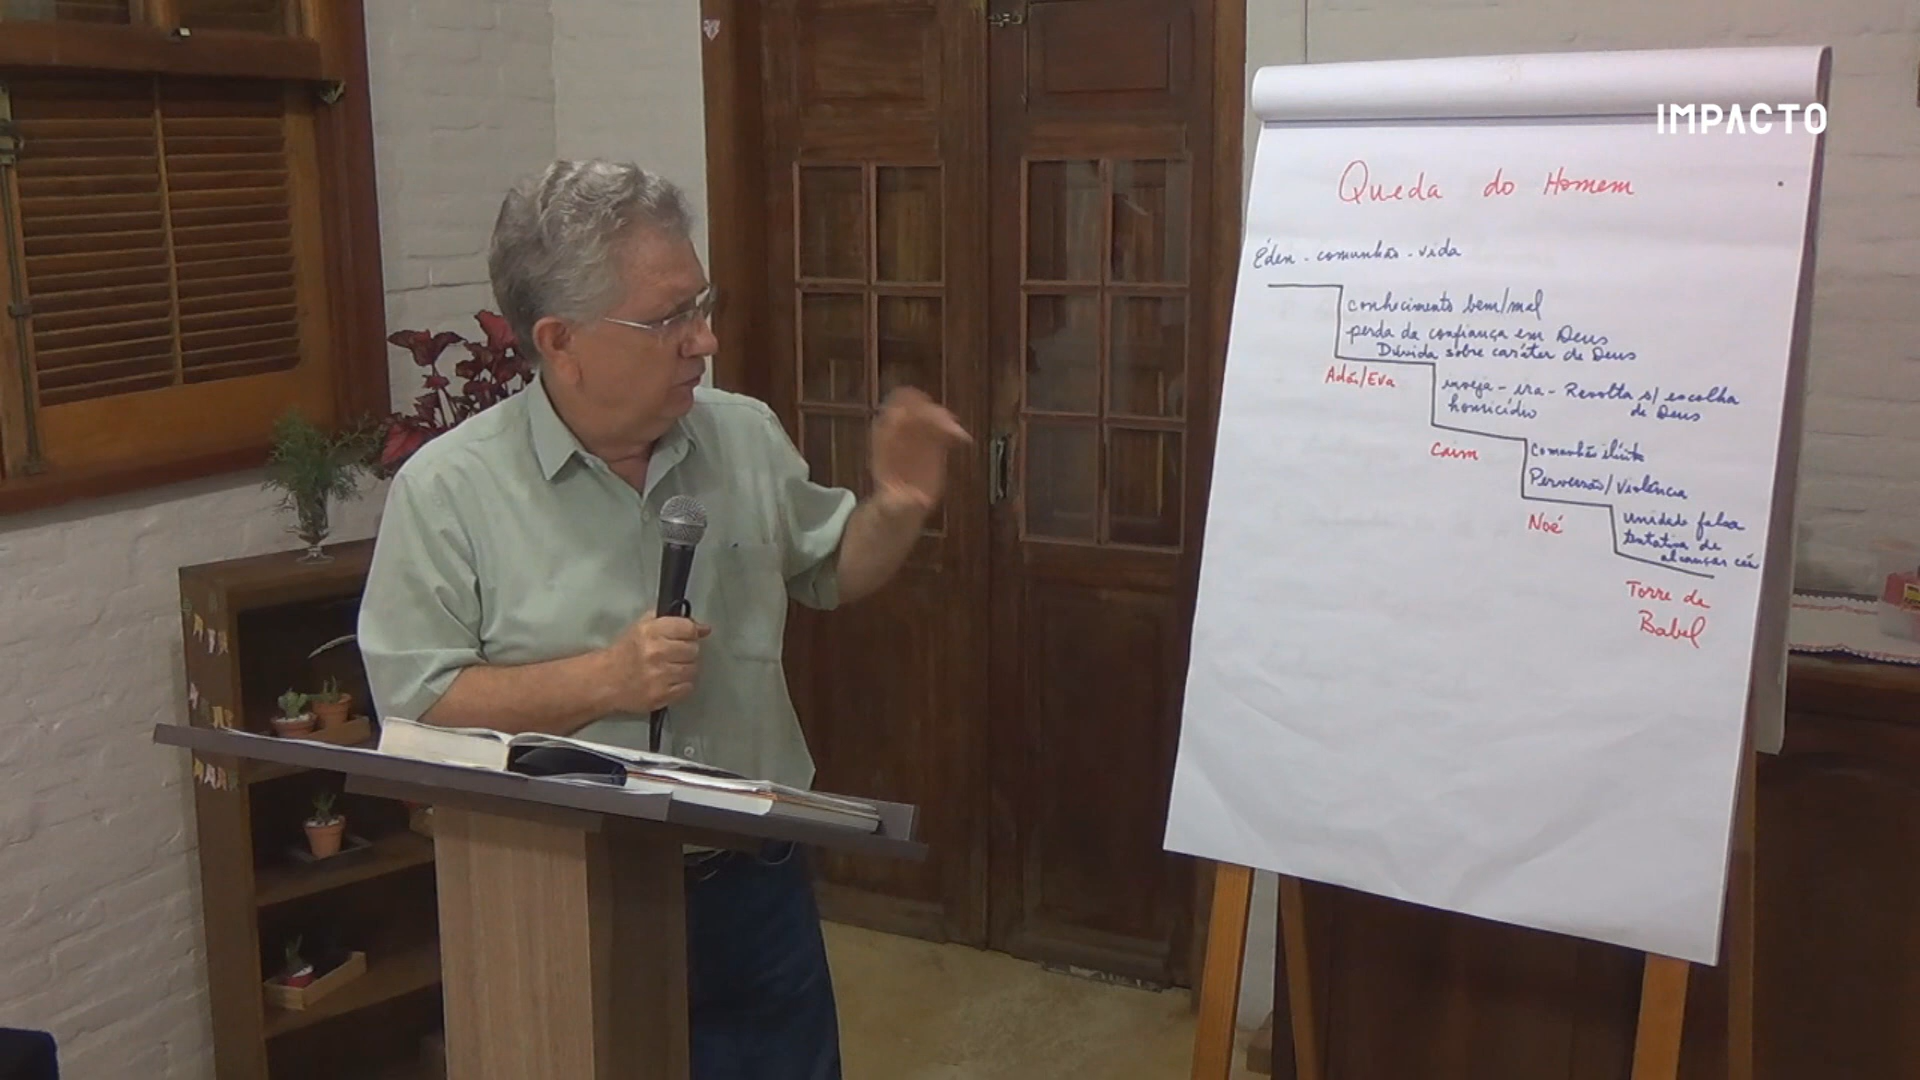 IMPACTO
Queda do Homem
Éden - comunhão - vida
conhecimento bem/mal
perda da confiança em Deus
Dúvida sobre caráter de Deus
Adão/Eva
inveja - ira - Revolta s/ escolha
homicídio de Deus
Caim
Comunhão ilícita
Perversão/Violência
Noé
unidade falsa
tentativa de
alcançar céu
Torre de
Babel